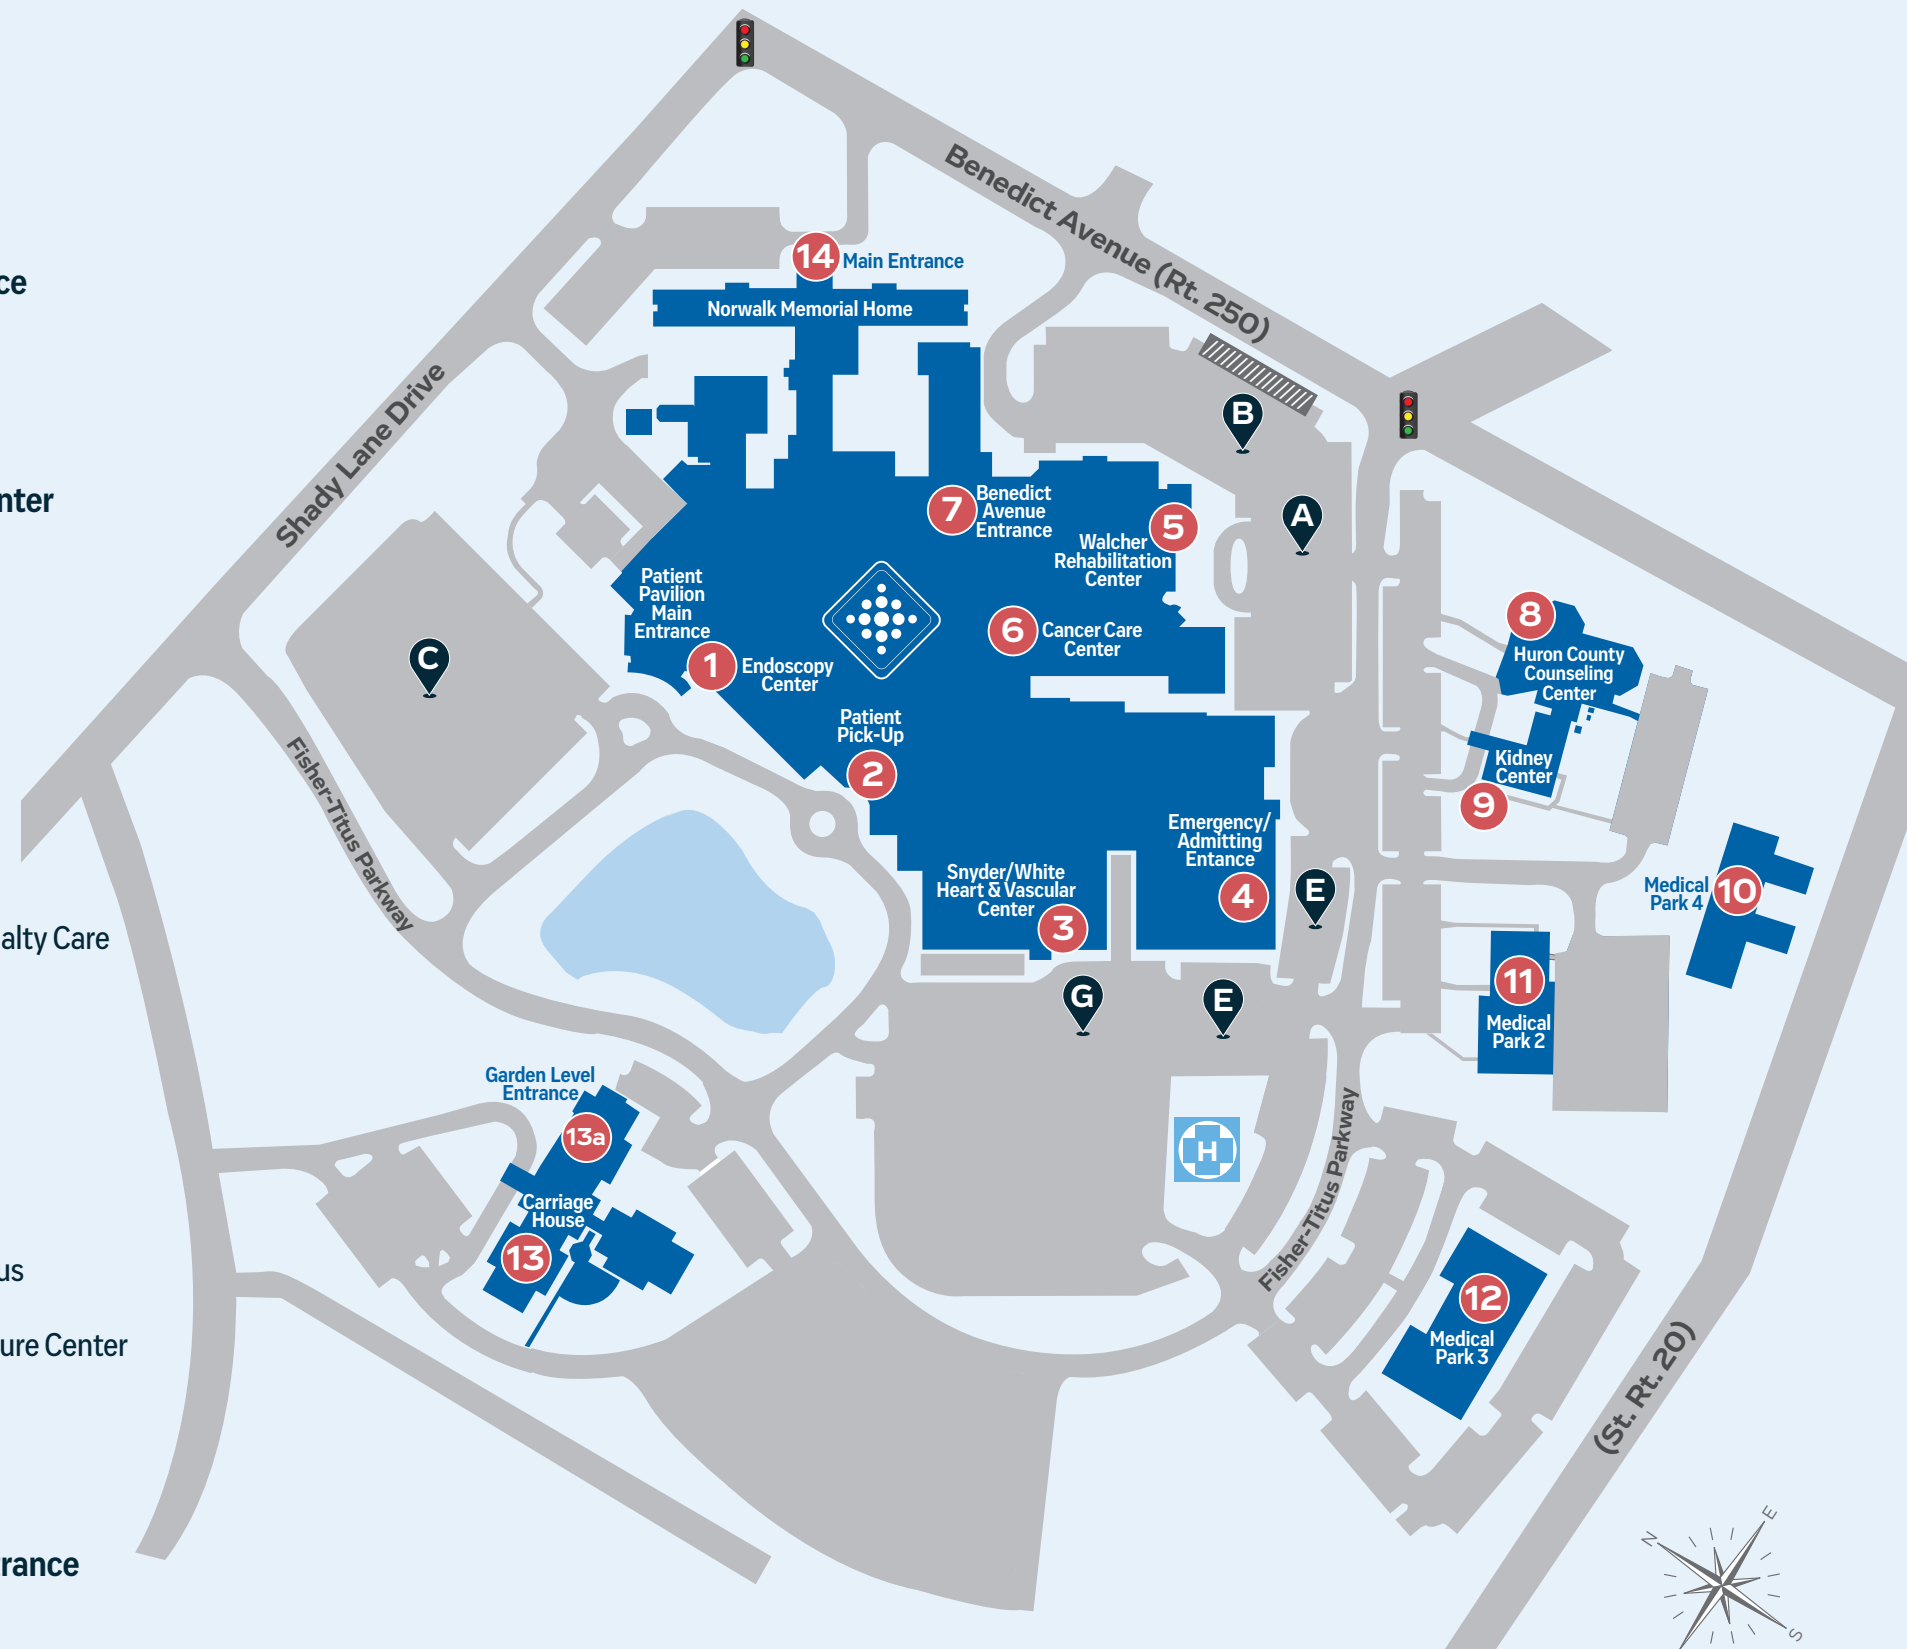 Benedict Avenue (Rt. 250)
14
Main Entrance
ce
Norwalk Memorial Home
Shady Lane Drive
B
nter
7
Benedict
Avenue
Entrance
A
5
Walcher
Rehabilitation
Center
Patient
Pavilion
Main
Entrance
8
6
Cancer Care
Center
C
1
Endoscopy
Center
Huron County
Counseling
Center
Patient
Pick-Up
2
Kidney
Center
9
Fisher-Titus Parkway
Emergency/
Admitting
Entance
4
E
Snyder/White
Heart & Vascular
Center
3
Medical
Park 4
10
alty Care
11
Medical
Park 2
G
E
Garden Level
Entrance
13a
H
Fisher-Titus Parkway
Carriage
House
13
us
12
Medical
Park 3
ure Center
(St. Rt. 20)
rance
N
E
S